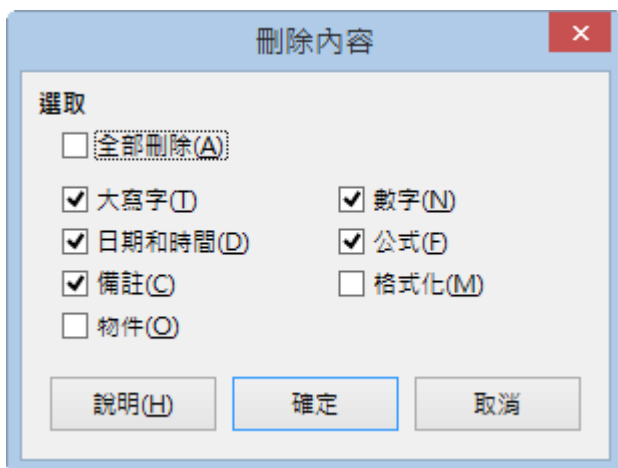 刪除內容
選取
全部刪除(A)
大寫字(T) 數字(N)
日期和時間(D) 公式(F)
備註(C) 格式化(M)
物件(O)
說明(H) 確定 取消